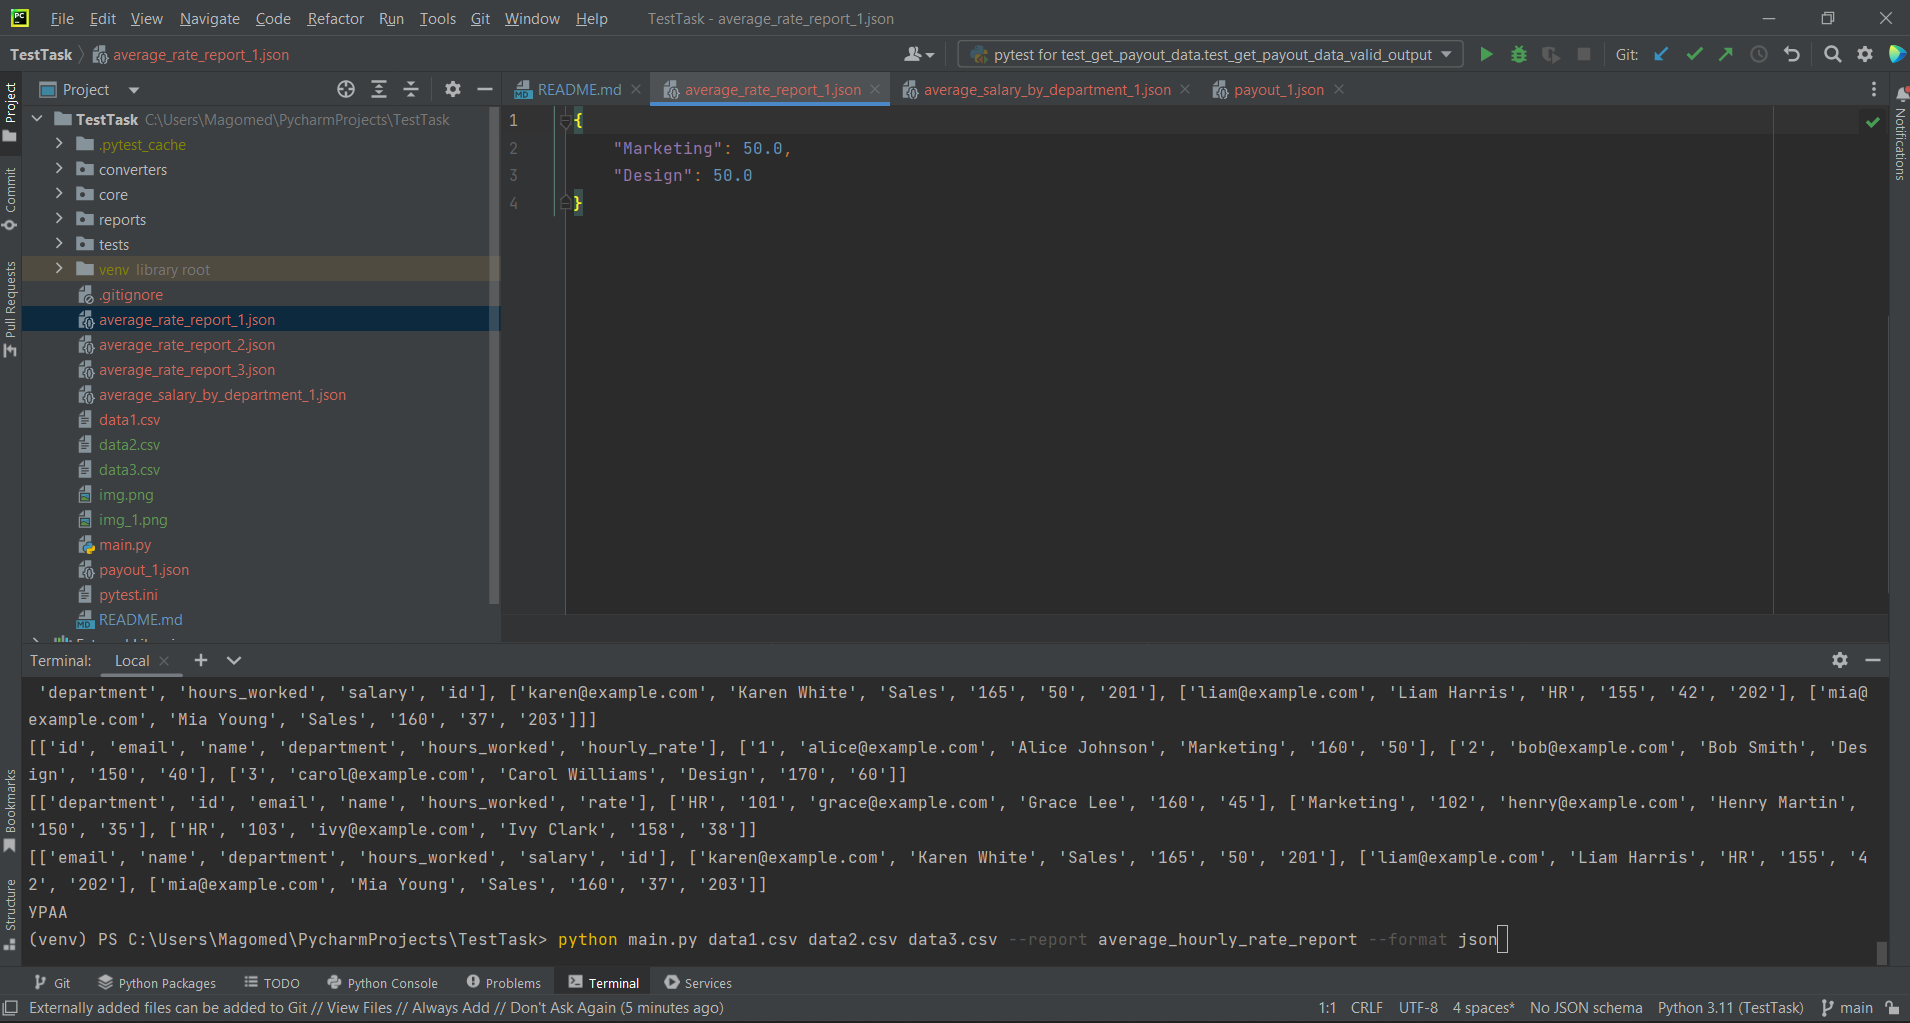 File Edit View Navigate Code Refactor Run Tools Git Window Help TestTask - average_rate_report_1.json
TestTask average_rate_report_1.json pytest for test_get_payout_data.test_get_payout_data_valid_output Git:
Project
Project
README.md average_rate_report_1.json average_salary_by_department_1.json payout_1.json
TestTask C:\Users\Magomed\PycharmProjects\TestTask
.pytest_cache
converters
core
reports
tests
venv library root
.gitignore
average_rate_report_1.json
average_rate_report_2.json
average_rate_report_3.json
average_salary_by_department_1.json
data1.csv
data2.csv
data3.csv
img.png
img_1.png
main.py
payout_1.json
pytest.ini
README.md
Commit
Pull Requests
Bookmarks
Structure
1 {
2 "Marketing": 50.0,
3 "Design": 50.0
4 }
Notifications
Terminal: Local
'department', 'hours_worked', 'salary', 'id'], ['karen@example.com', 'Karen White', 'Sales', '165', '50', '201'], ['liam@example.com', 'Liam Harris', 'HR', '155', '42', '202'], ['mia@
example.com', 'Mia Young', 'Sales', '160', '37', '203']]]
[['id', 'email', 'name', 'department', 'hours_worked', 'hourly_rate'], ['1', 'alice@example.com', 'Alice Johnson', 'Marketing', '160', '50'], ['2', 'bob@example.com', 'Bob Smith', 'Des
ign', '150', '40'], ['3', 'carol@example.com', 'Carol Williams', 'Design', '170', '60']]
[['department', 'id', 'email', 'name', 'hours_worked', 'rate'], ['HR', '101', 'grace@example.com', 'Grace Lee', '160', '45'], ['Marketing', '102', 'henry@example.com', 'Henry Martin',
'150', '35'], ['HR', '103', 'ivy@example.com', 'Ivy Clark', '158', '38']]
[['email', 'name', 'department', 'hours_worked', 'salary', 'id'], ['karen@example.com', 'Karen White', 'Sales', '165', '50', '201'], ['liam@example.com', 'Liam Harris', 'HR', '155', '4
2', '202'], ['mia@example.com', 'Mia Young', 'Sales', '160', '37', '203']]
УРАА
(venv) PS C:\Users\Magomed\PycharmProjects\TestTask> python main.py data1.csv data2.csv data3.csv --report average_hourly_rate_report --format json
Git Python Packages TODO Python Console Problems Terminal Services
Externally added files can be added to Git // View Files // Always Add // Don't Ask Again (5 minutes ago) 1:1 CRLF UTF-8 4 spaces* No JSON schema Python 3.11 (TestTask) main